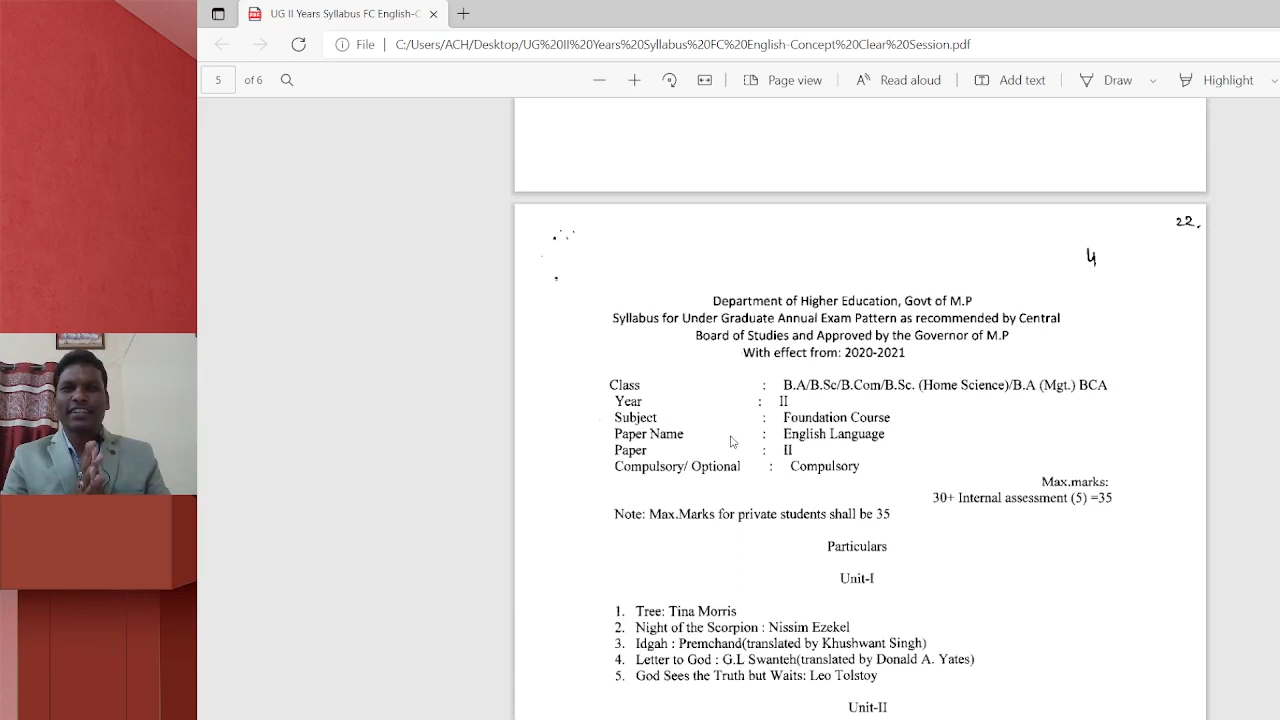 UG II Years Syllabus FC English-C
File
C:/Users/ACH/Desktop/UG%20II%20Years%20Syllabus%20FC%20English-Concept%20Clear%20Session.pdf
5 of 6
Page view
Read aloud
Add text
Draw
Highlight
22.
4
Department of Higher Education, Govt of M.P
Syllabus for Under Graduate Annual Exam Pattern as recommended by Central
Board of Studies and Approved by the Governor of M.P
With effect from: 2020-2021
Class : B.A/B.Sc/B.Com/B.Sc. (Home Science)/B.A (Mgt.) BCA
Year : II
Subject : Foundation Course
Paper Name : English Language
Paper : II
Compulsory/ Optional : Compulsory
Max.marks:
30+ Internal assessment (5) =35
Note: Max.Marks for private students shall be 35
Particulars
Unit-I
1. Tree: Tina Morris
2. Night of the Scorpion : Nissim Ezekel
3. Idgah : Premchand(translated by Khushwant Singh)
4. Letter to God : G.L Swanteh(translated by Donald A. Yates)
5. God Sees the Truth but Waits: Leo Tolstoy
Unit-II